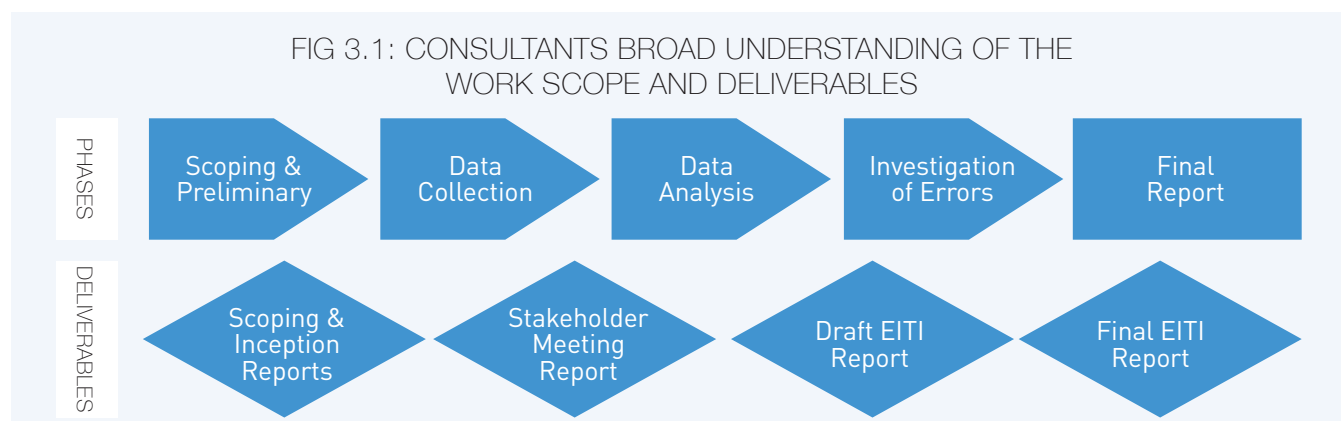 FIG 3.1: CONSULTANTS BROAD UNDERSTANDING OF THE
WORK SCOPE AND DELIVERABLES
PHASES
Scoping &
Preliminary
Data
Collection
Data
Analysis
Investigation
of Errors
Final
Report
DELIVERABLES
Scoping &
Inception
Reports
Stakeholder
Meeting
Report
Draft EITI
Report
Final EITI
Report